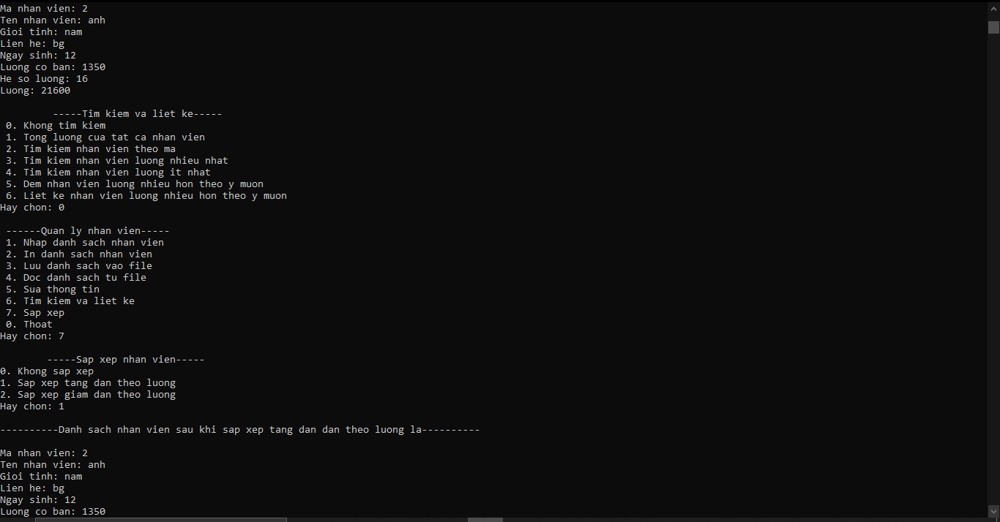 Ma nhan vien: 2
Ten nhan vien: anh
Gioi tinh: nam
Lien he: bg
Ngay sinh: 12
Luong co ban: 1350
He so luong: 16
Luong: 21600
-----Tim kiem va liet ke-----
0. Khong tim kiem
1. Tong luong cua tat ca nhan vien
2. Tim kiem nhan vien theo ma
3. Tim kiem nhan vien luong nhieu nhat
4. Tim kiem nhan vien luong it nhat
5. Dem nhan vien luong nhieu hon theo y muon
6. Liet ke nhan vien luong nhieu hon theo y muon
Hay chon: 0
------Quan ly nhan vien-----
1. Nhap danh sach nhan vien
2. In danh sach nhan vien
3. Luu danh sach vao file
4. Doc danh sach tu file
5. Sua thong tin
6. Tim kiem va liet ke
7. Sap xep
0. Thoat
Hay chon: 7
-----Sap xep nhan vien-----
0. Khong sap xep
1. Sap xep tang dan theo luong
2. Sap xep giam dan theo luong
Hay chon: 1
----------Danh sach nhan vien sau khi sap xep tang dan dan theo luong la----------
Ma nhan vien: 2
Ten nhan vien: anh
Gioi tinh: nam
Lien he: bg
Ngay sinh: 12
Luong co ban: 1350